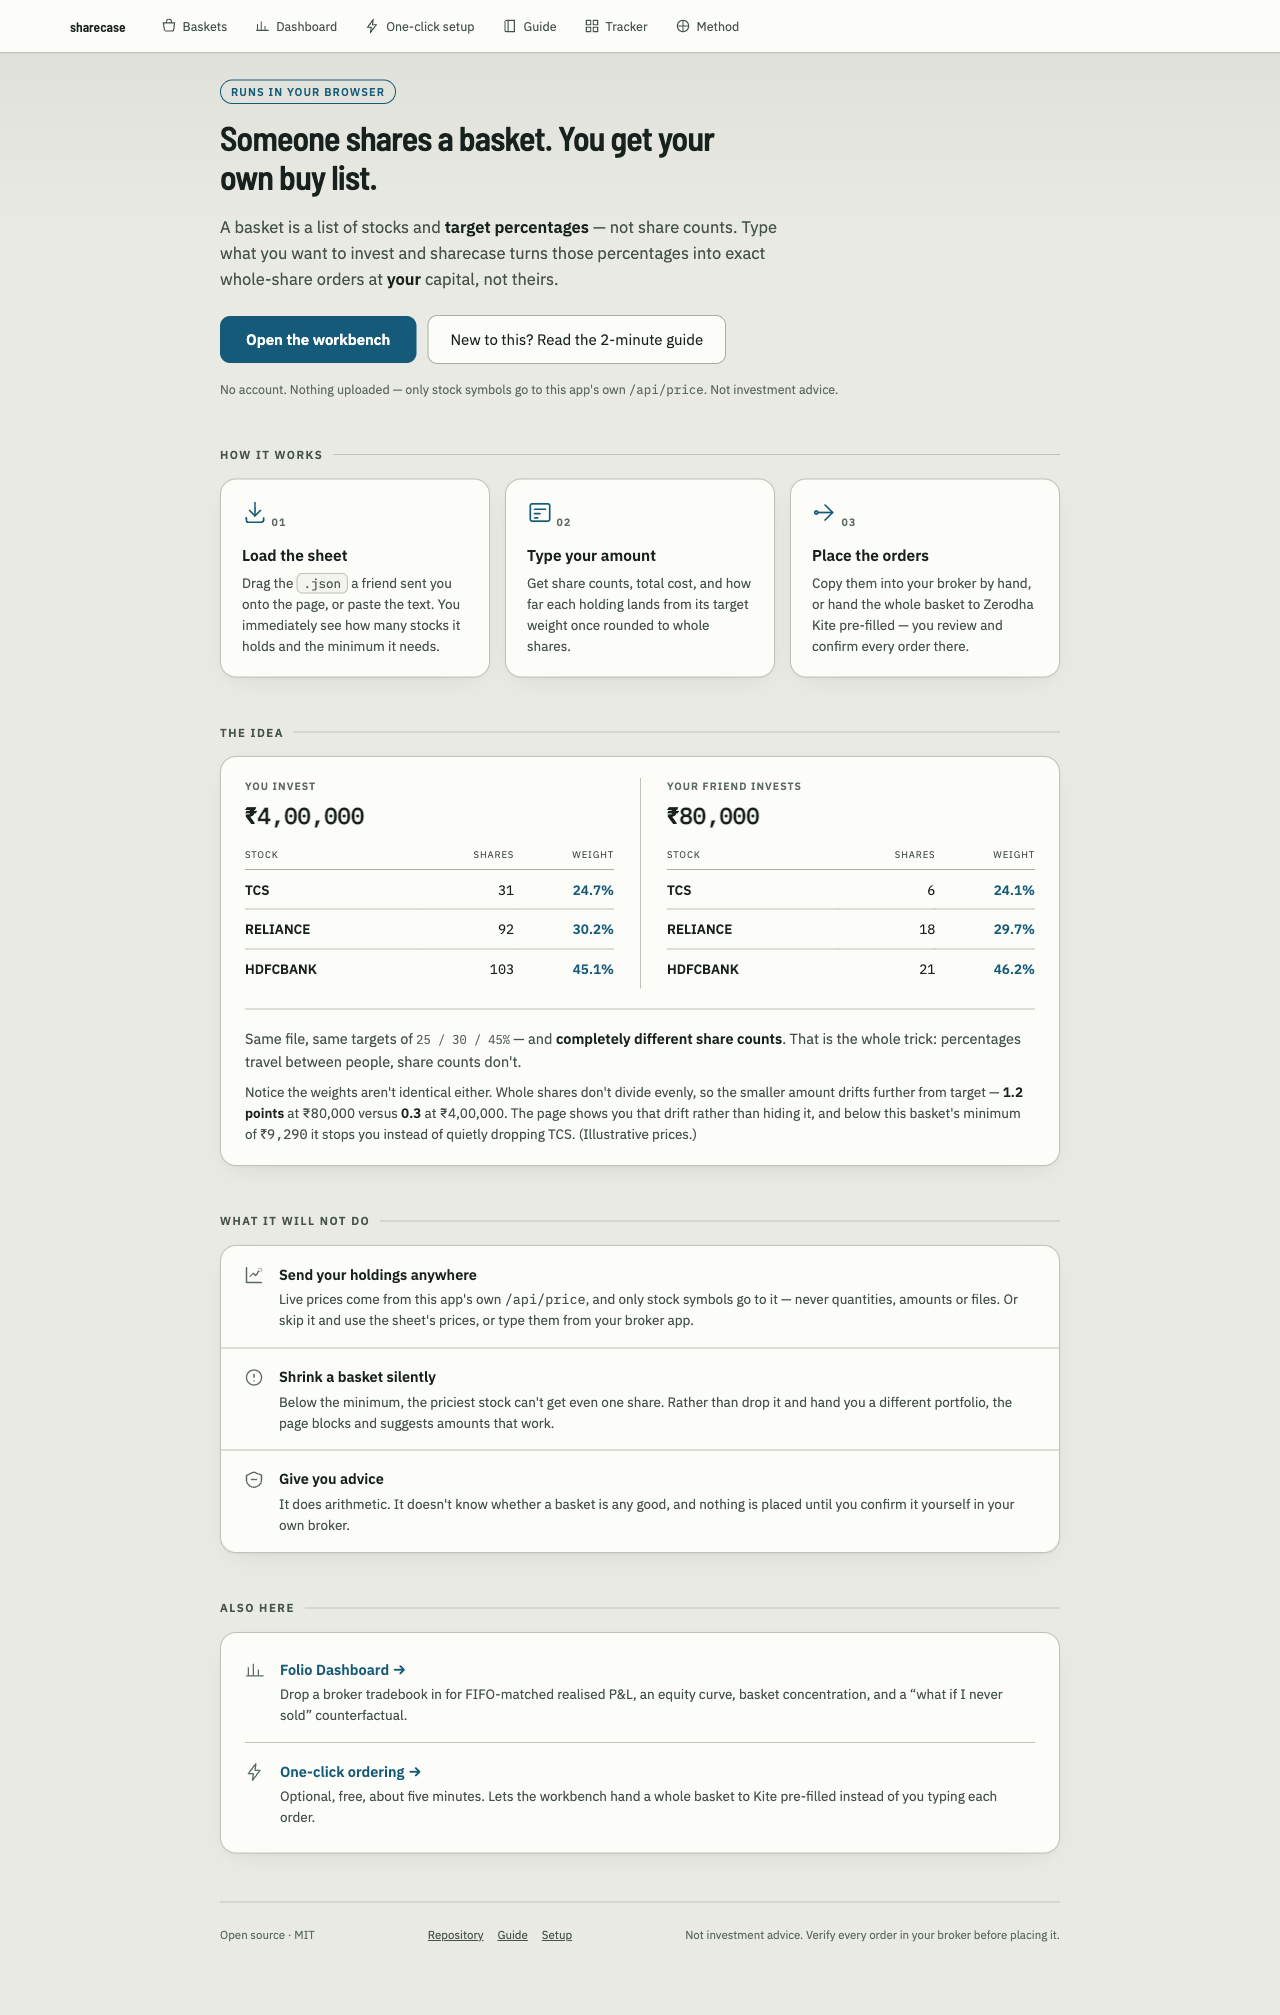 sharecase Baskets Dashboard One-click setup Guide Tracker Method
RUNS IN YOUR BROWSER
Someone shares a basket. You get your
own buy list.
A basket is a list of stocks and target percentages — not share counts. Type
what you want to invest and sharecase turns those percentages into exact
whole-share orders at your capital, not theirs.
Open the workbench
New to this? Read the 2-minute guide
No account. Nothing uploaded — only stock symbols go to this app's own /api/price. Not investment advice.
HOW IT WORKS
01
Load the sheet
Drag the .json a friend sent you
onto the page, or paste the text. You
immediately see how many stocks it
holds and the minimum it needs.
02
Type your amount
Get share counts, total cost, and how
far each holding lands from its target
weight once rounded to whole
shares.
03
Place the orders
Copy them into your broker by hand,
or hand the whole basket to Zerodha
Kite pre-filled — you review and
confirm every order there.
THE IDEA
YOU INVEST
₹4,00,000
STOCK SHARES WEIGHT
TCS 31 24.7%
RELIANCE 92 30.2%
HDFCBANK 103 45.1%
YOUR FRIEND INVESTS
₹80,000
STOCK SHARES WEIGHT
TCS 6 24.1%
RELIANCE 18 29.7%
HDFCBANK 21 46.2%
Same file, same targets of 25 / 30 / 45% — and completely different share counts. That is the whole trick: percentages
travel between people, share counts don't.
Notice the weights aren't identical either. Whole shares don't divide evenly, so the smaller amount drifts further from target — 1.2
points at ₹80,000 versus 0.3 at ₹4,00,000. The page shows you that drift rather than hiding it, and below this basket's minimum
of ₹9,290 it stops you instead of quietly dropping TCS. (Illustrative prices.)
WHAT IT WILL NOT DO
Send your holdings anywhere
Live prices come from this app's own /api/price, and only stock symbols go to it — never quantities, amounts or files. Or
skip it and use the sheet's prices, or type them from your broker app.
Shrink a basket silently
Below the minimum, the priciest stock can't get even one share. Rather than drop it and hand you a different portfolio, the
page blocks and suggests amounts that work.
Give you advice
It does arithmetic. It doesn't know whether a basket is any good, and nothing is placed until you confirm it yourself in your
own broker.
ALSO HERE
Folio Dashboard →
Drop a broker tradebook in for FIFO-matched realised P&L, an equity curve, basket concentration, and a “what if I never
sold” counterfactual.
One-click ordering →
Optional, free, about five minutes. Lets the workbench hand a whole basket to Kite pre-filled instead of you typing each
order.
Open source · MIT
Repository Guide Setup
Not investment advice. Verify every order in your broker before placing it.